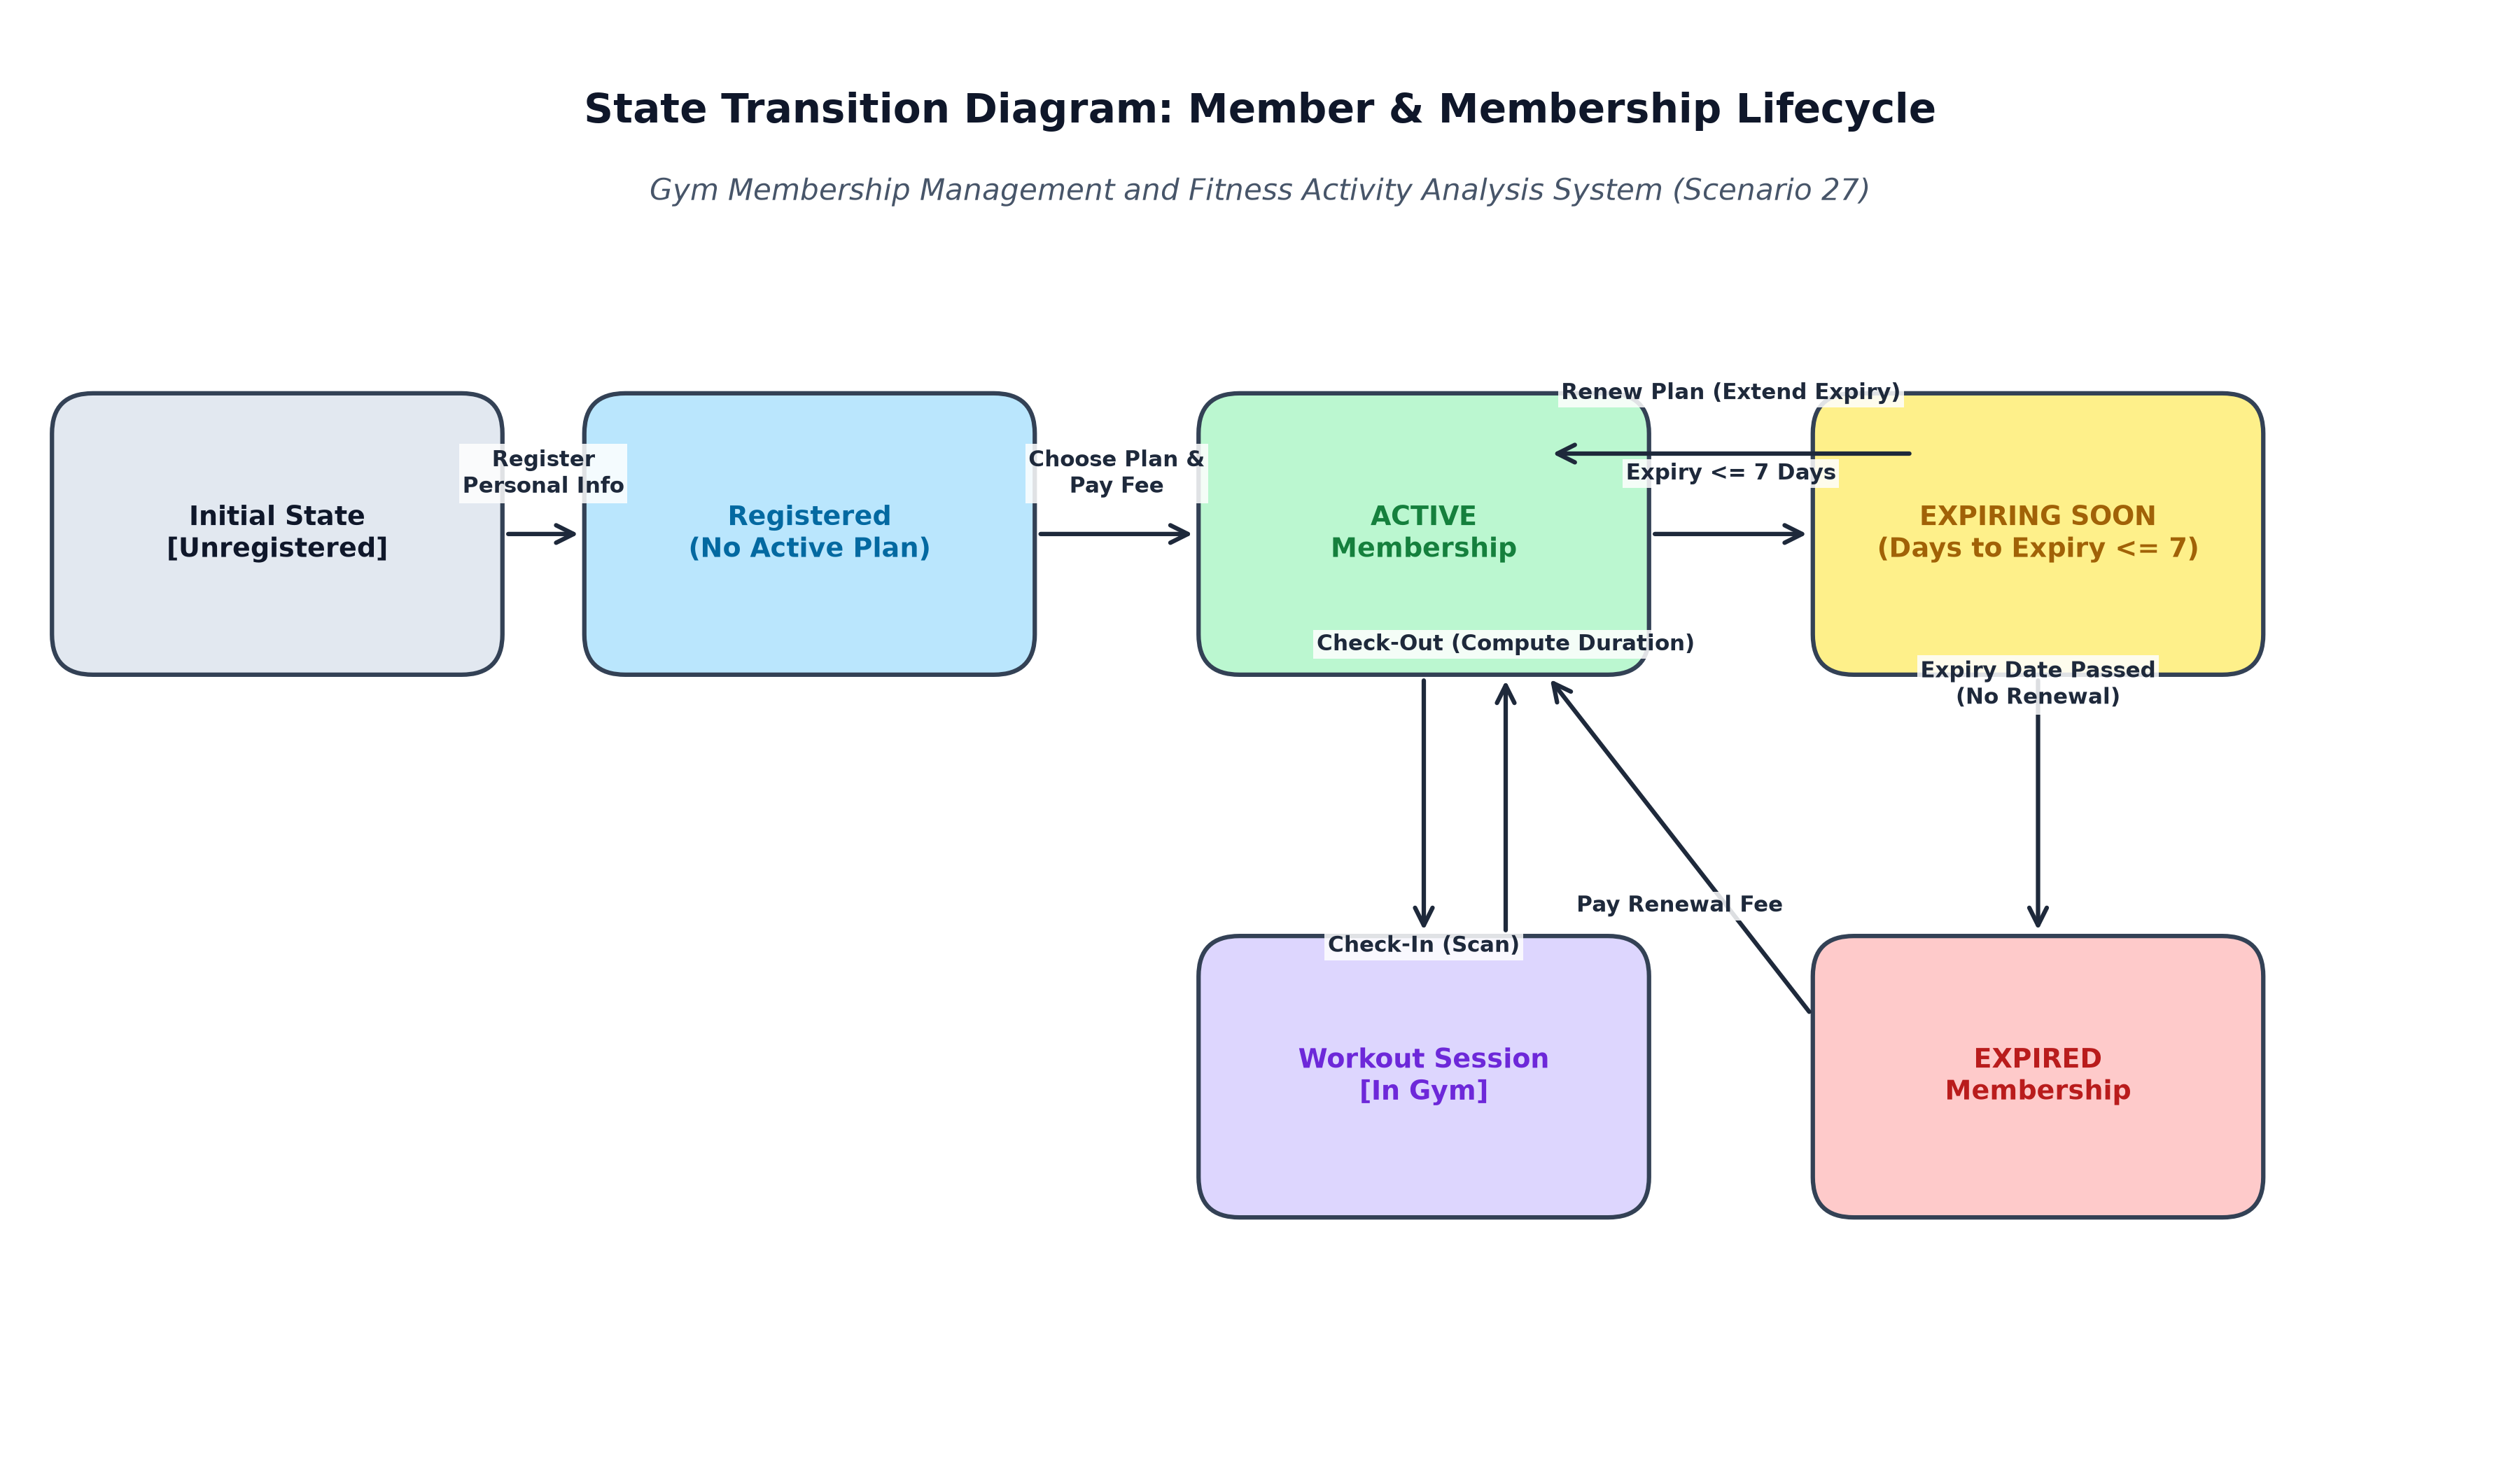 State Transition Diagram: Member & Membership Lifecycle
Gym Membership Management and Fitness Activity Analysis System (Scenario 27)
Initial State
[Unregistered]
Register
Personal Info
Registered
(No Active Plan)
Choose Plan &
Pay Fee
ACTIVE
Membership
Renew Plan (Extend Expiry)
Expiry <= 7 Days
EXPIRING SOON
(Days to Expiry <= 7)
Check-Out (Compute Duration)
Expiry Date Passed
(No Renewal)
Pay Renewal Fee
Check-In (Scan)
Workout Session
[In Gym]
EXPIRED
Membership